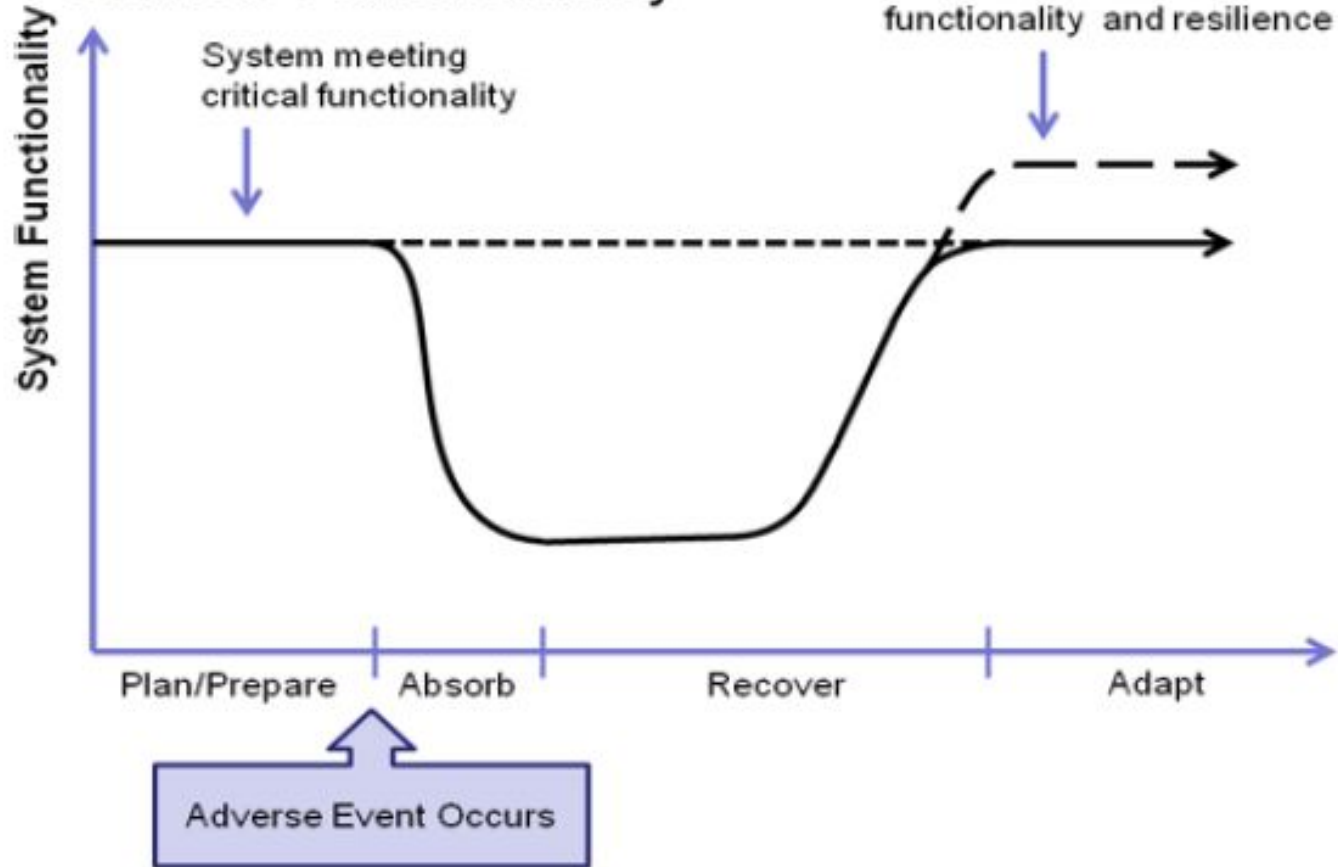 functionality and resilience
System meeting
critical functionality
System Functionality
Plan/Prepare
Absorb
Recover
Adapt
Adverse Event Occurs